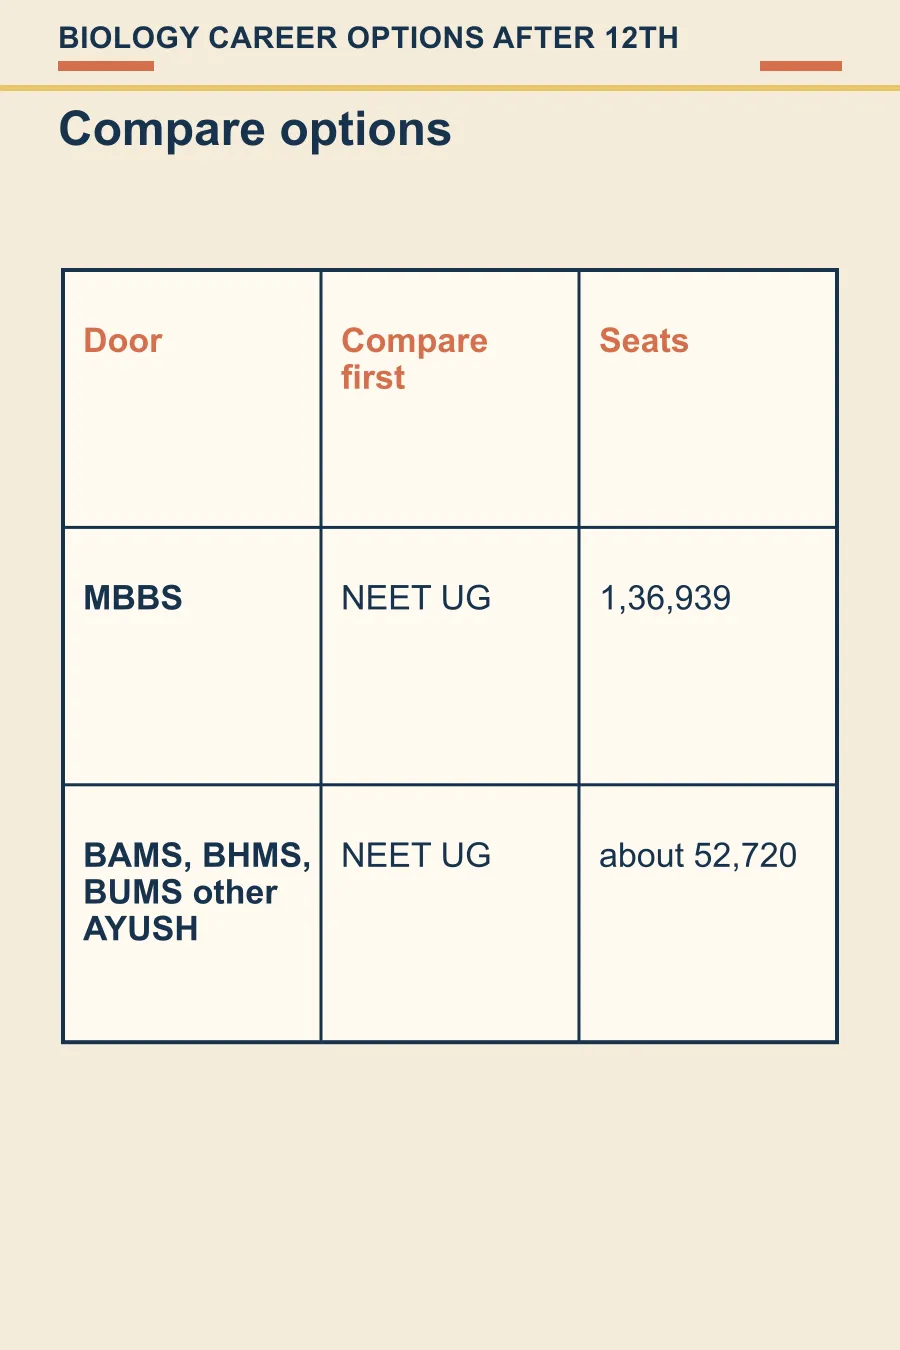 BIOLOGY CAREER OPTIONS AFTER 12TH
Compare options
Door
Compare
first
Seats
MBBS
NEET UG
1,36,939
BAMS, BHMS,
BUMS other
AYUSH
NEET UG
about 52,720